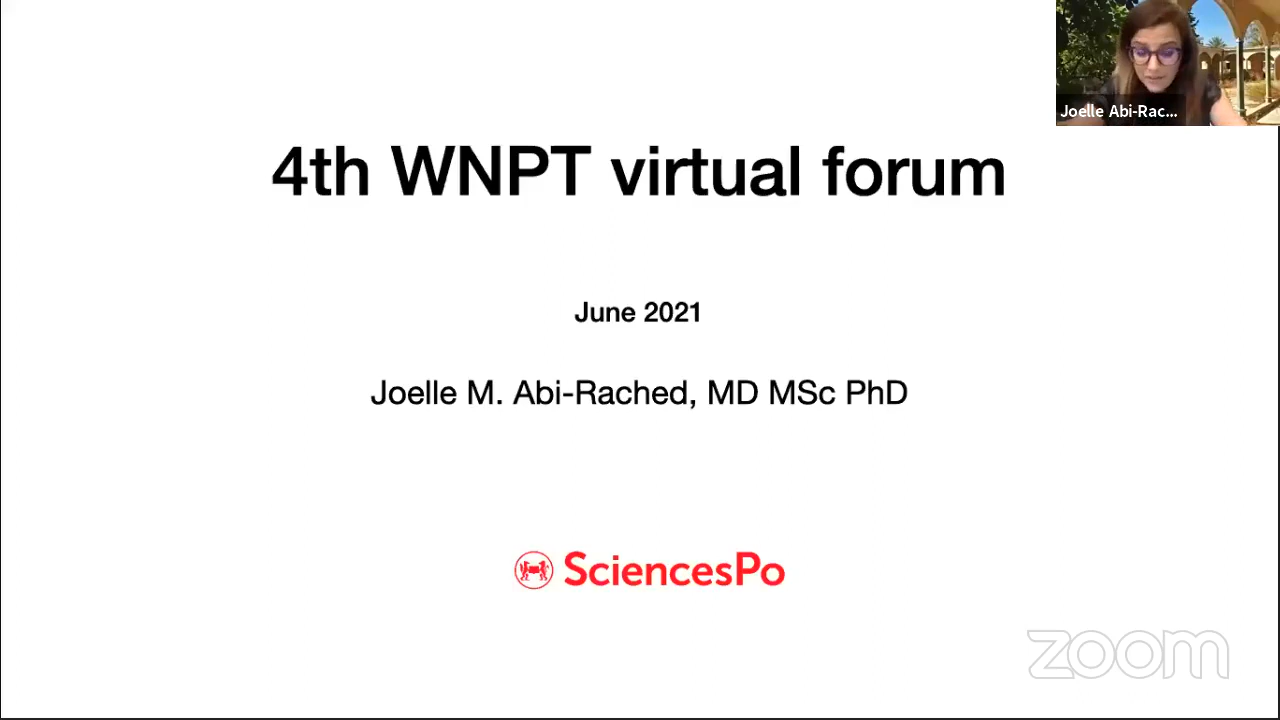 Joelle Abi-Rac...
4th WNPT virtual forum
June 2021
Joelle M. Abi-Rached, MD MSc PhD
SciencesPo
zoom